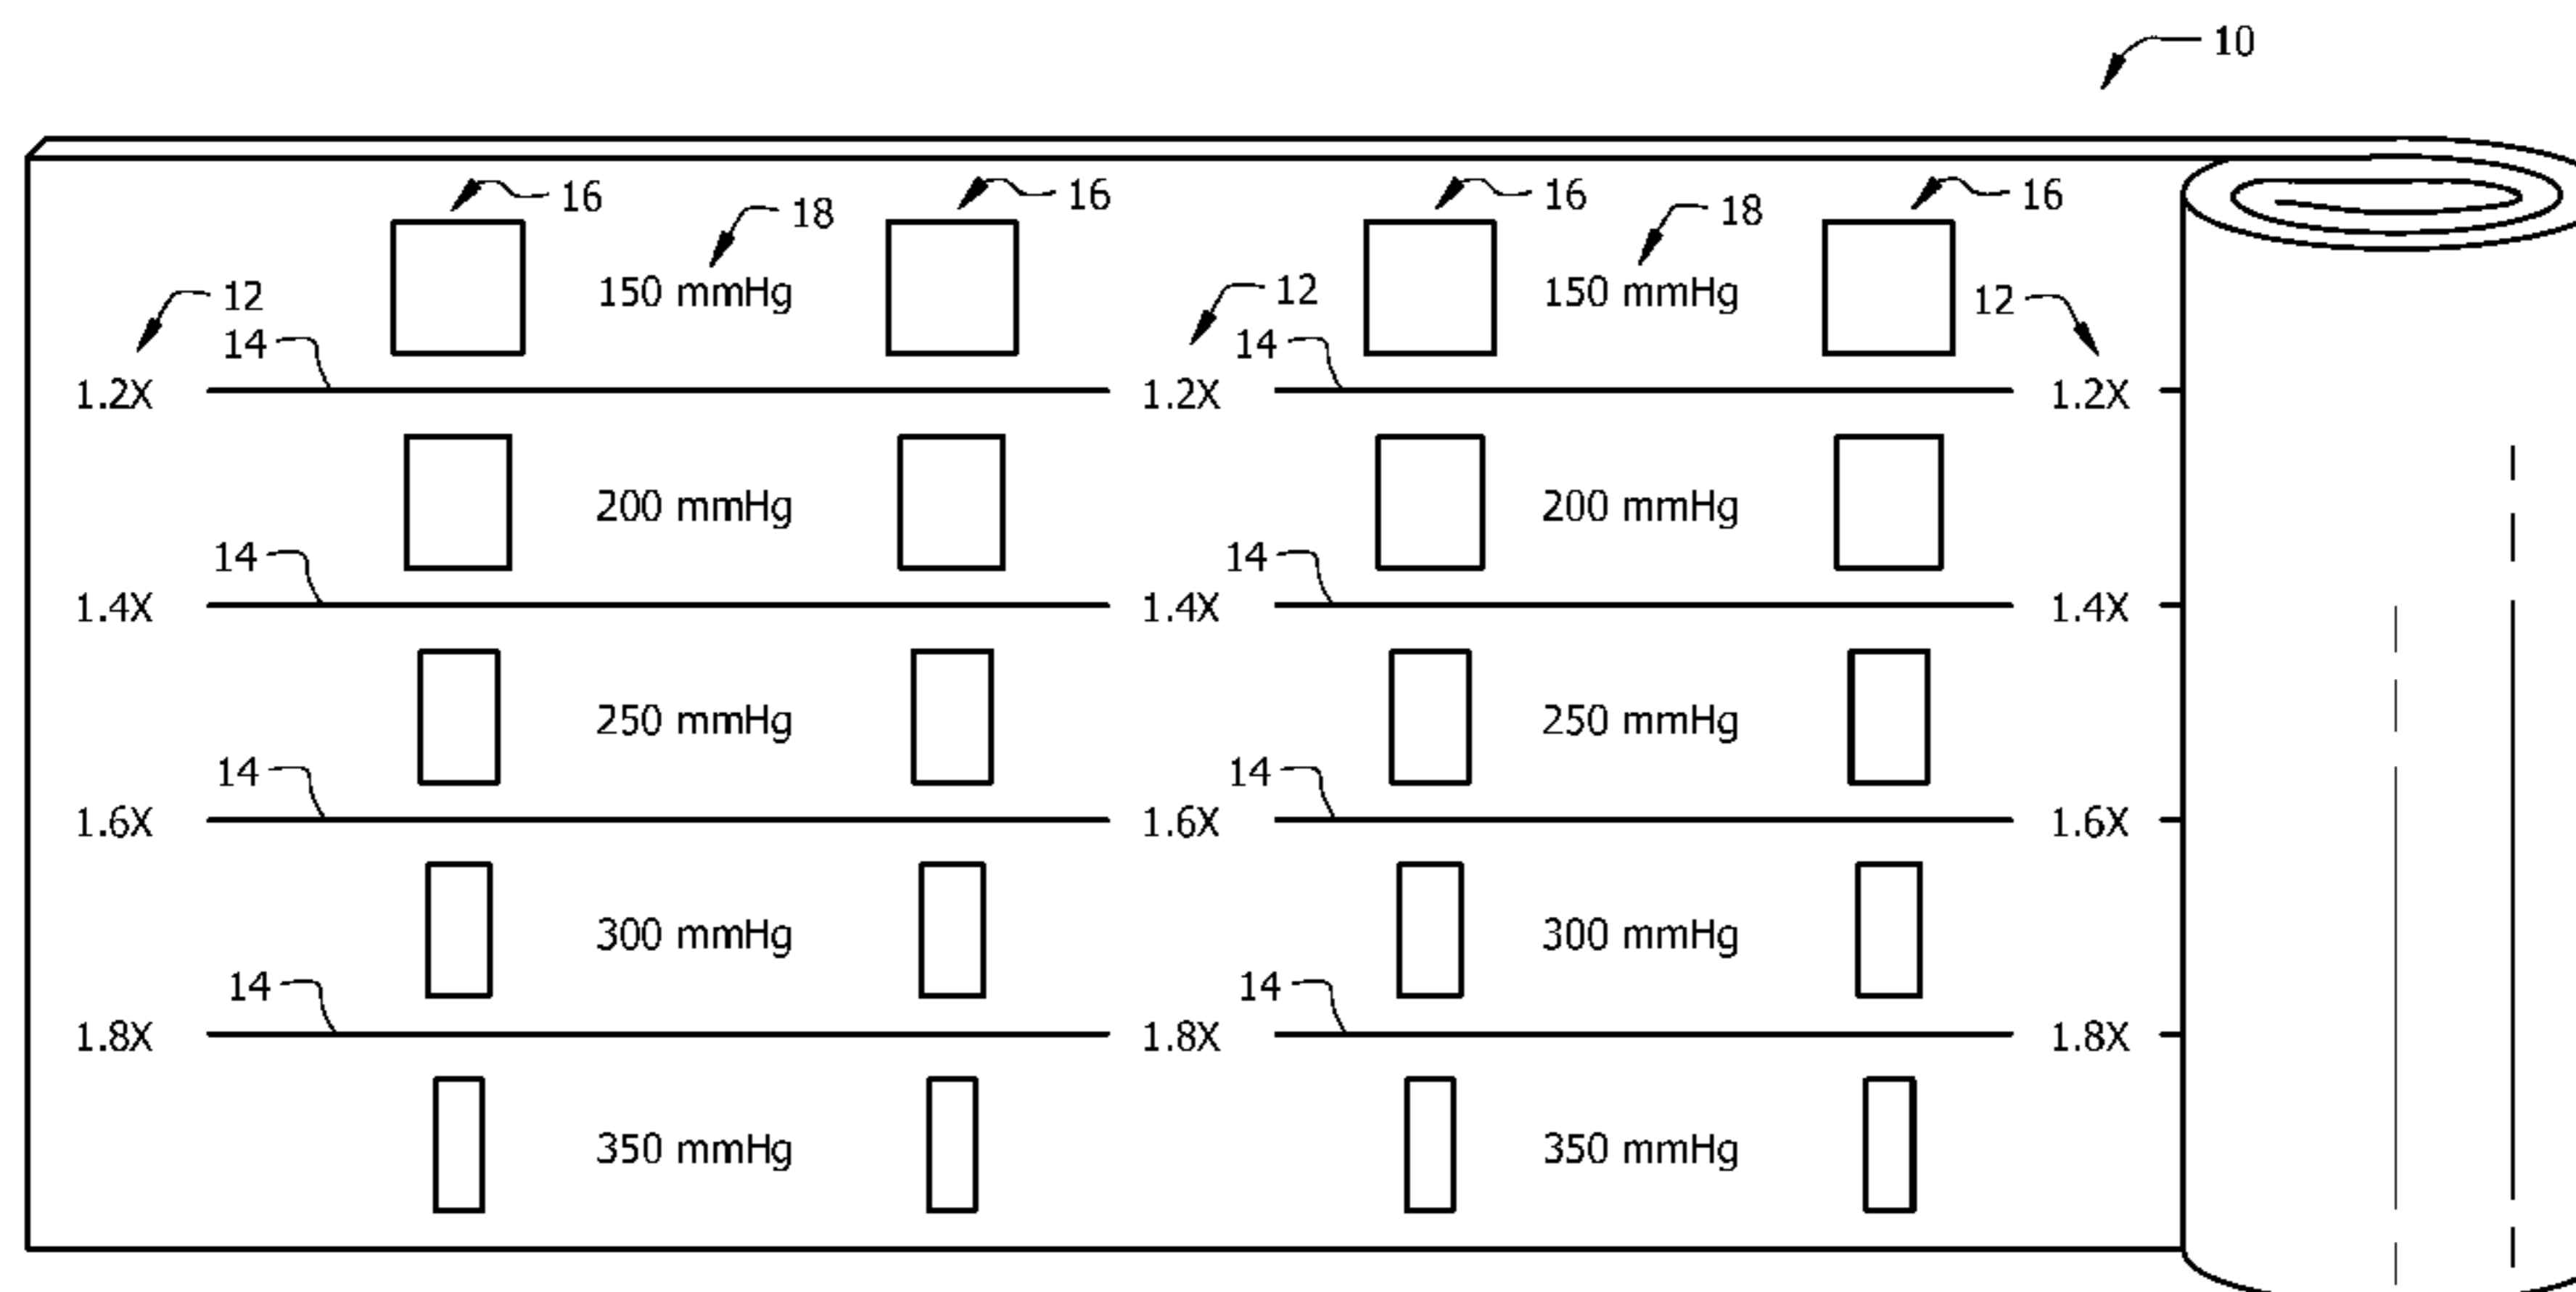 10
16 16 16 16
18 18
150 mmHg 150 mmHg
12 12 12
14 14
1.2X 1.2X 1.2X
200 mmHg 200 mmHg
14 14
1.4X 1.4X 1.4X
250 mmHg 250 mmHg
14 14
1.6X 1.6X 1.6X
300 mmHg 300 mmHg
14 14
1.8X 1.8X 1.8X
350 mmHg 350 mmHg